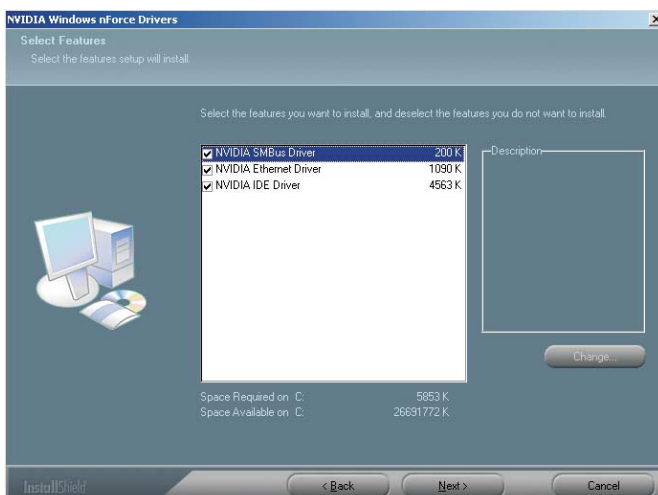 NVIDIA Windows nForce Drivers
Select Features
Select the features setup will install.
Select the features you want to install, and deselect the features you do not want to install.
NVIDIA SMBus Driver 200 K
NVIDIA Ethernet Driver 1090 K
NVIDIA IDE Driver 4563 K
Description
Change...
Space Required on C: 5853 K
Space Available on C: 26691772 K
InstallShield
< Back
Next >
Cancel